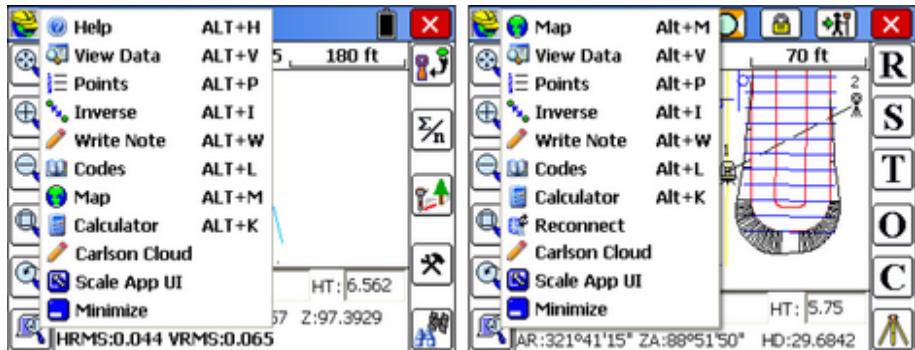 Help ALT+H
View Data ALT+V 5 180 ft
Points ALT+P
Inverse ALT+I
Write Note ALT+W Σ/n
Codes ALT+L
Map ALT+M
Calculator ALT+K
Carlson Cloud
Scale App UI HT: 6.562
Minimize 57 Z:97.3929
HRMS:0.044 VRMS:0.065
Map Alt+M
View Data Alt+V 70 ft R
Points Alt+P 2
Inverse Alt+I S
Write Note Alt+W 1
Codes Alt+L T
Calculator Alt+K
Reconnect O
Carlson Cloud
Scale App UI C
Minimize HT: 5.75
AR:321°41'15" ZA:88°51'50" HD:29.6842